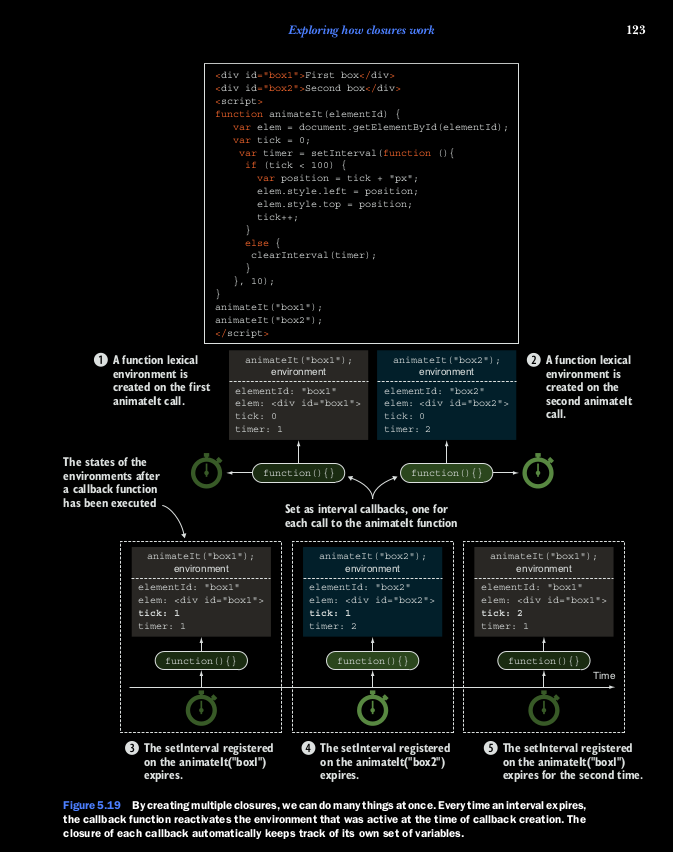 Exploring how closures work
123
<div id="box1">First box</div>
<div id="box2">Second box</div>
<script>
function animateIt(elementId) {
var elem = document.getElementById(elementId);
var tick = 0;
var timer = setInterval(function (){
if (tick < 100) {
var position = tick + "px";
elem.style.left = position;
elem.style.top = position;
tick++;
}
else {
clearInterval(timer);
}
}, 10);
}
animateIt("box1");
animateIt("box2");
</script>
1 A function lexical
environment is
created on the first
animateIt call.
animateIt("box1");
environment
elementId: "box1"
elem: <div id="box1">
tick: 0
timer: 1
animateIt("box2");
environment
elementId: "box2"
elem: <div id="box2">
tick: 0
timer: 2
2 A function lexical
environment is
created on the
second animateIt
call.
The states of the
environments after
a callback function
has been executed
function(){}
function(){}
Set as interval callbacks, one for
each call to the animateIt function
animateIt("box1");
environment
elementId: "box1"
elem: <div id="box1">
tick: 1
timer: 1
function(){}
animateIt("box2");
environment
elementId: "box2"
elem: <div id="box2">
tick: 1
timer: 2
function(){}
animateIt("box1");
environment
elementId: "box1"
elem: <div id="box1">
tick: 2
timer: 1
function(){}
Time
3 The setInterval registered
on the animateIt("box1")
expires.
4 The setInterval registered
on the animateIt("box2")
expires.
5 The setInterval registered
on the animateIt("box1")
expires for the second time.
Figure 5.19 By creating multiple closures, we can do many things at once. Every time an interval expires,
the callback function reactivates the environment that was active at the time of callback creation. The
closure of each callback automatically keeps track of its own set of variables.